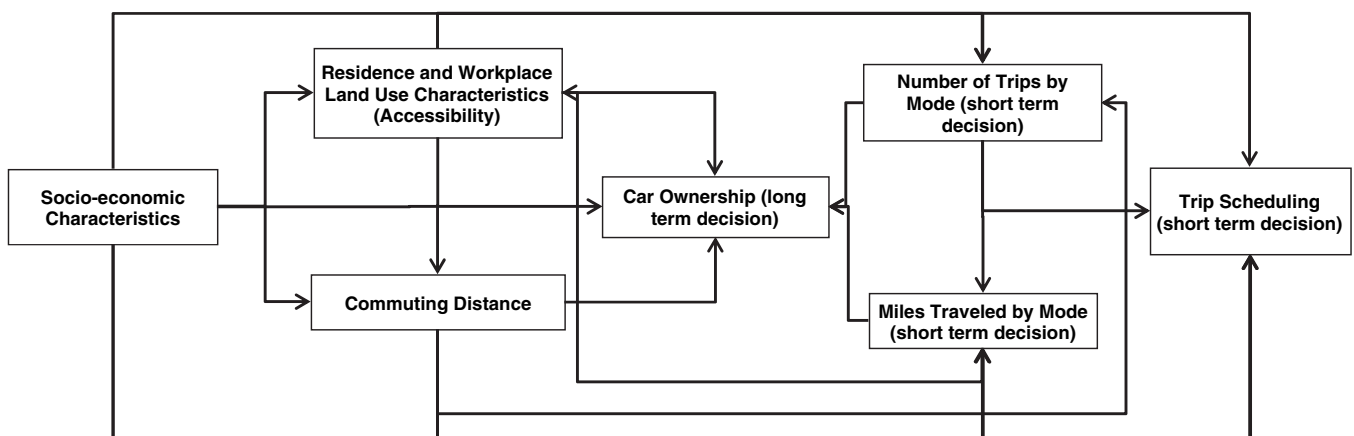 Residence and Workplace
Land Use Characteristics
(Accessibility)
Number of Trips by
Mode (short term
decision)
Socio-economic
Characteristics
Car Ownership (long
term decision)
Trip Scheduling
(short term decision)
Commuting Distance
Miles Traveled by Mode
(short term decision)